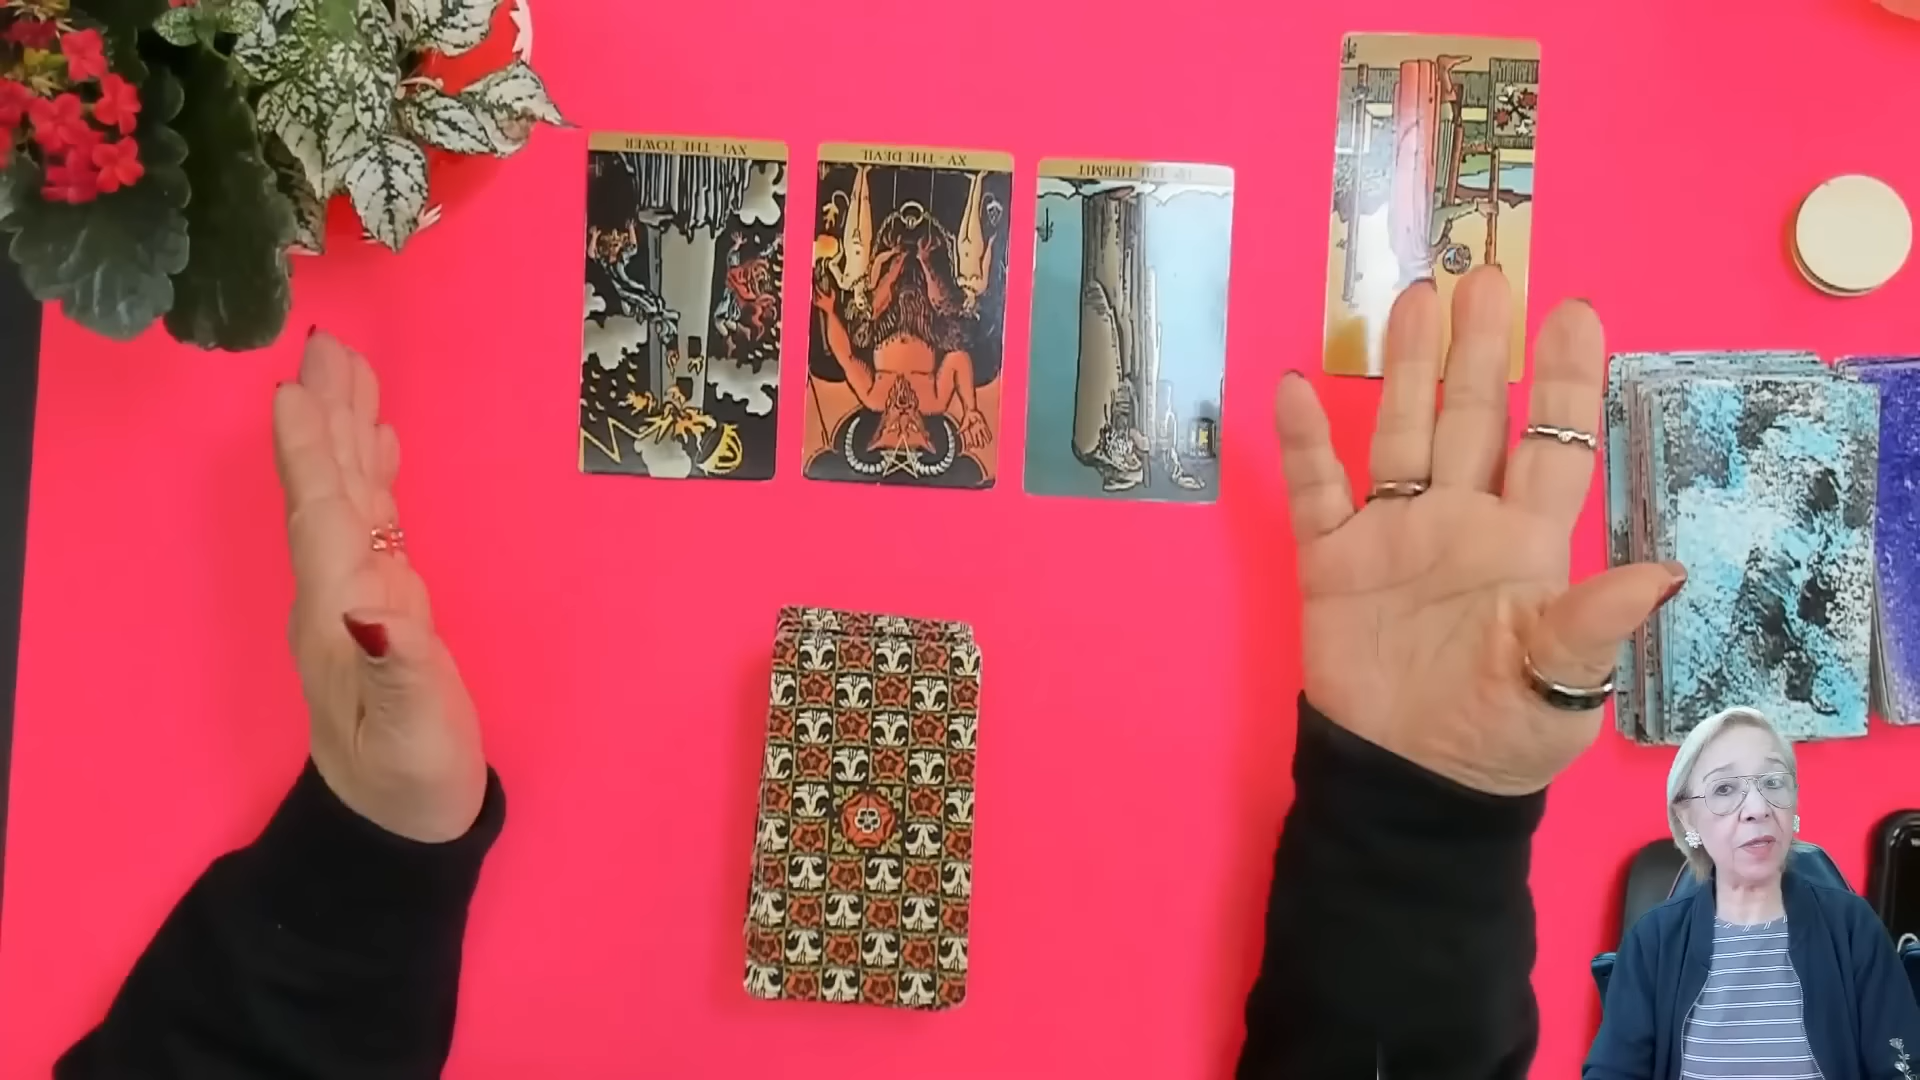 XVI - THE TOWER
XV - THE DEVIL
THE HERMIT